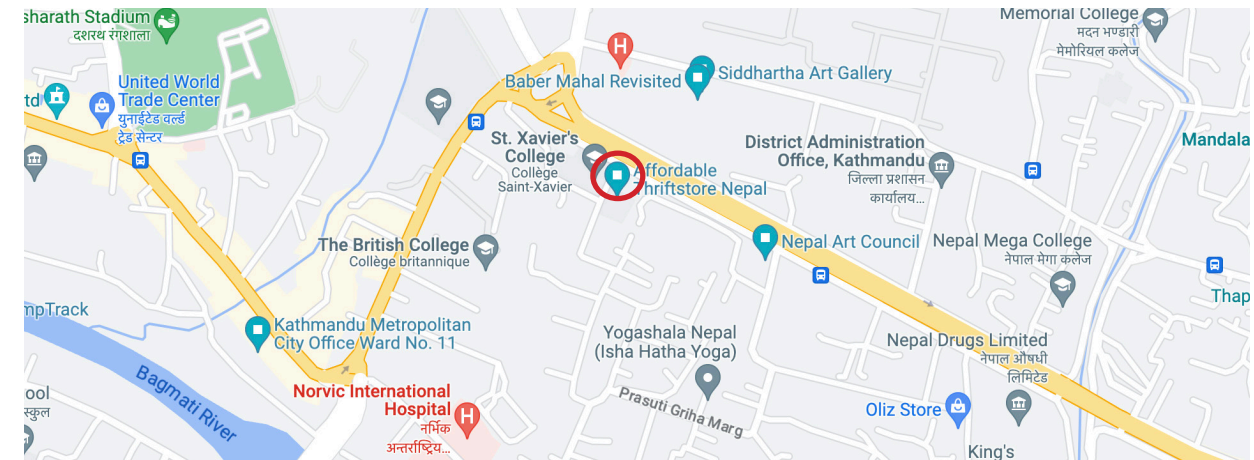 sharath Stadium
दशरथ रंगशाला
Memorial College
मदन भण्डारी
मेमोरियल कलेज
H
Baber Mahal Revisited
Siddhartha Art Gallery
United World
Trade Center
युनाईटेड वर्ल्ड
ट्रेड सेन्टर
td
St. Xavier's
College
Collège
Saint-Xavier
Affordable
Thriftstore Nepal
District Administration
Office, Kathmandu
जिल्ला प्रशासन
कार्यालय...
Mandala
The British College
Collège britannique
Nepal Art Council
Nepal Mega College
नेपाल मेगा कलेज
Thap
mpTrack
Kathmandu Metropolitan
City Office Ward No. 11
Yogashala Nepal
(Isha Hatha Yoga)
Nepal Drugs Limited
नेपाल औषधी
लिमिटेड
Bagmati River
Norvic International
Hospital
नर्भिक
अन्तर्राष्ट्रिय...
H
Prasuti Griha Marg
Oliz Store
ool
स्कुल
King's